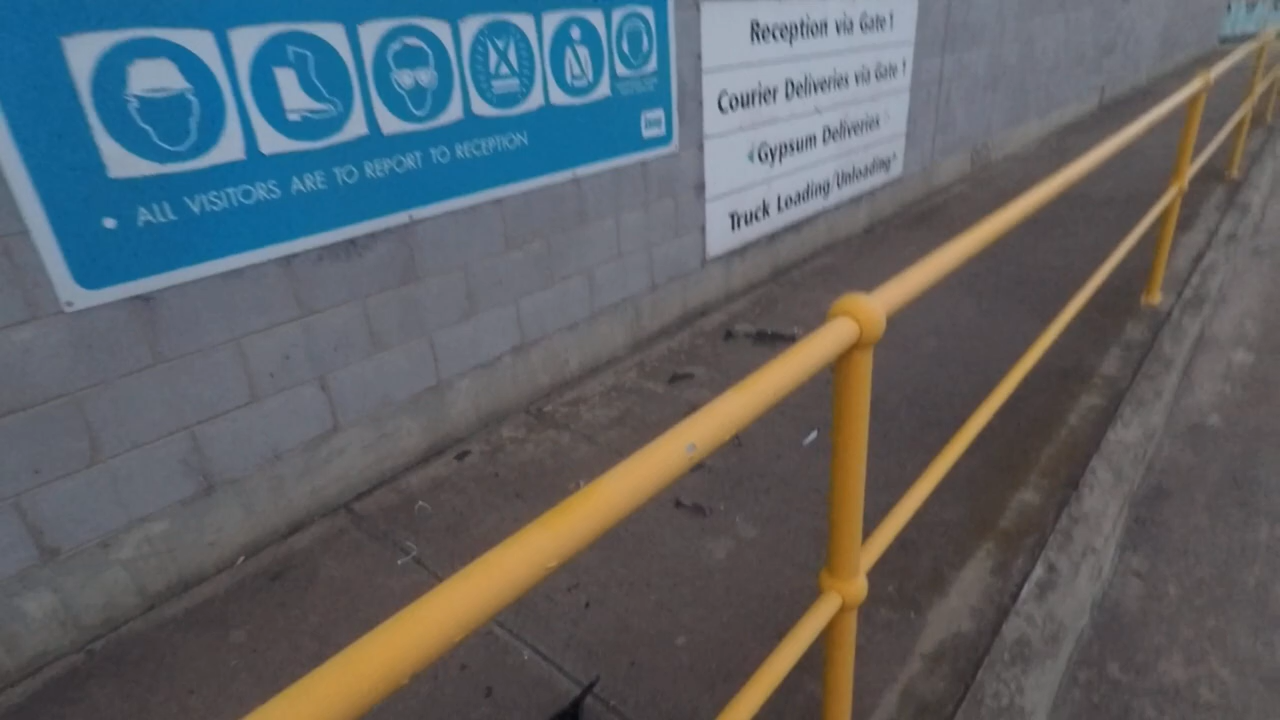 • ALL VISITORS ARE TO REPORT TO RECEPTION
Reception via Gate 1
Courier Deliveries via Gate 1
Gypsum Deliveries
Truck Loading/Unloading